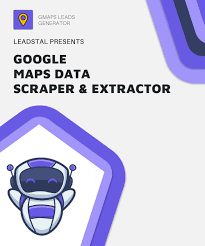 GMAPS LEADS
GENERATOR
LEADSTAL PRESENTS
GOOGLE
MAPS DATA
SCRAPER & EXTRACTOR